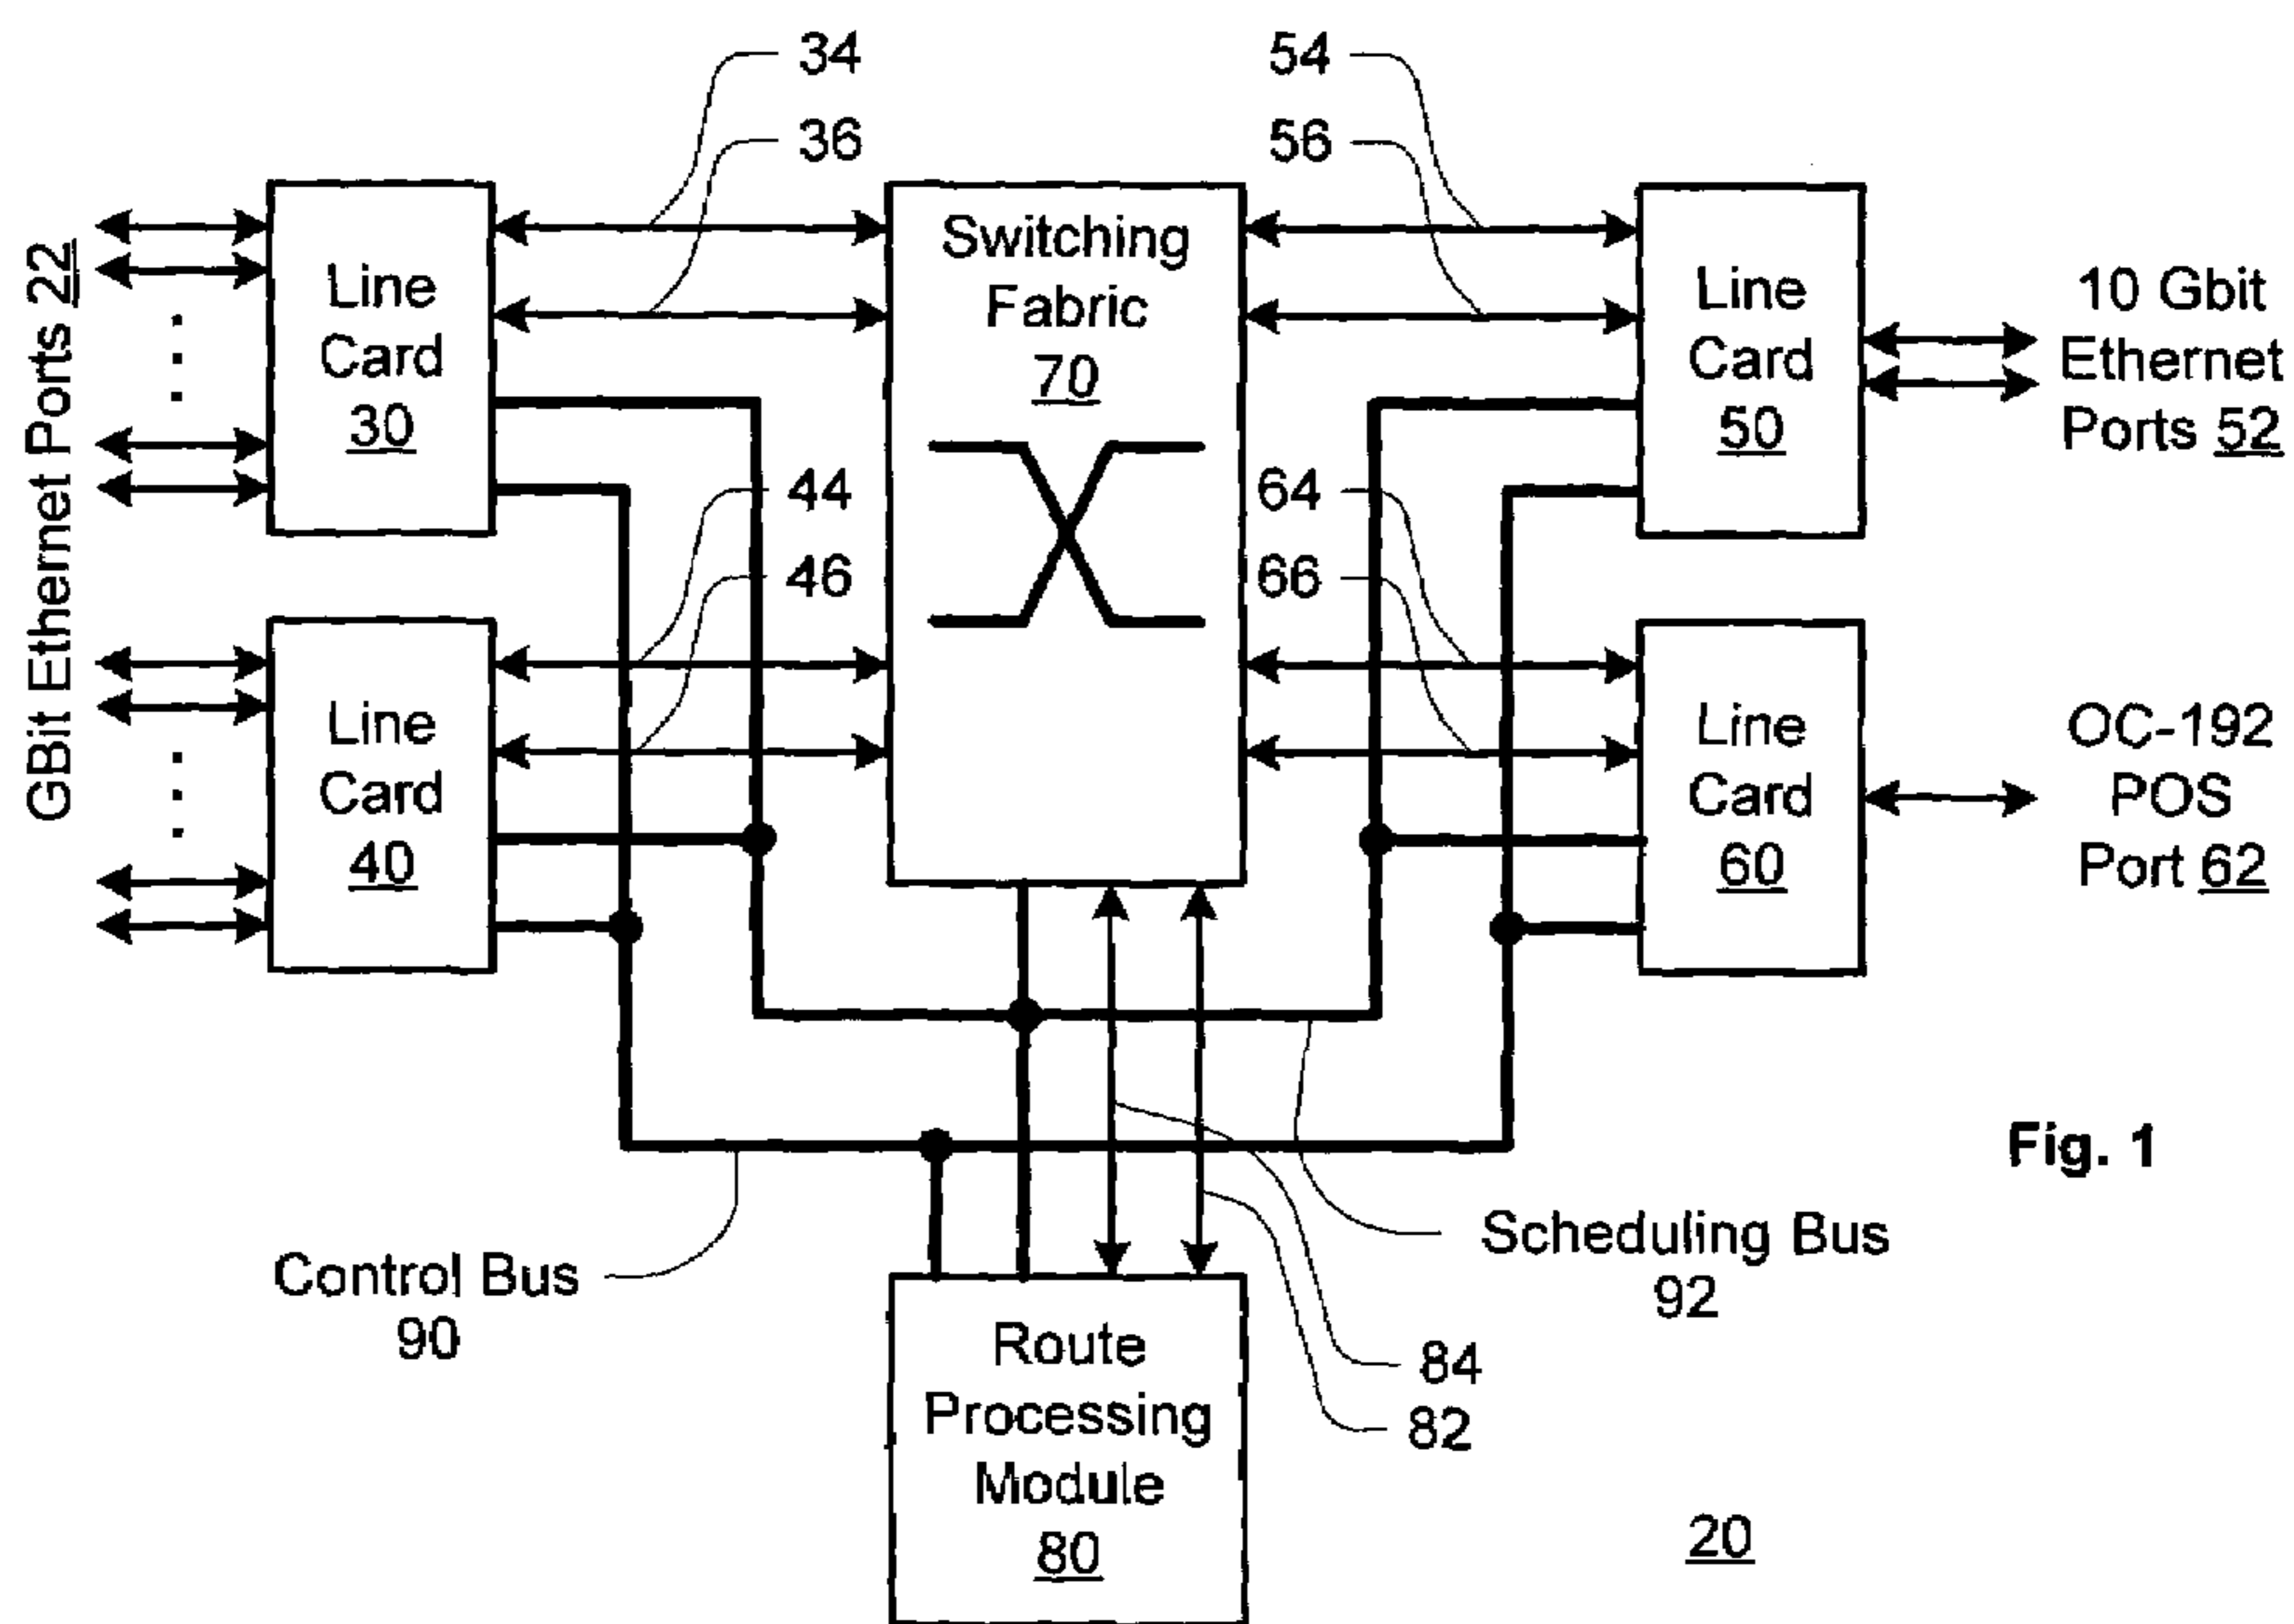 34
54
36
56
GBit Ethernet Ports 22
Line
Card
30
Switching
Fabric
70
Line
Card
50
10 Gbit
Ethernet
Ports 52
44
64
46
66
Line
Card
40
Line
Card
60
OC-192
POS
Port 62
Fig. 1
Control Bus
90
Scheduling Bus
92
Route
Processing
Module
80
84
82
20